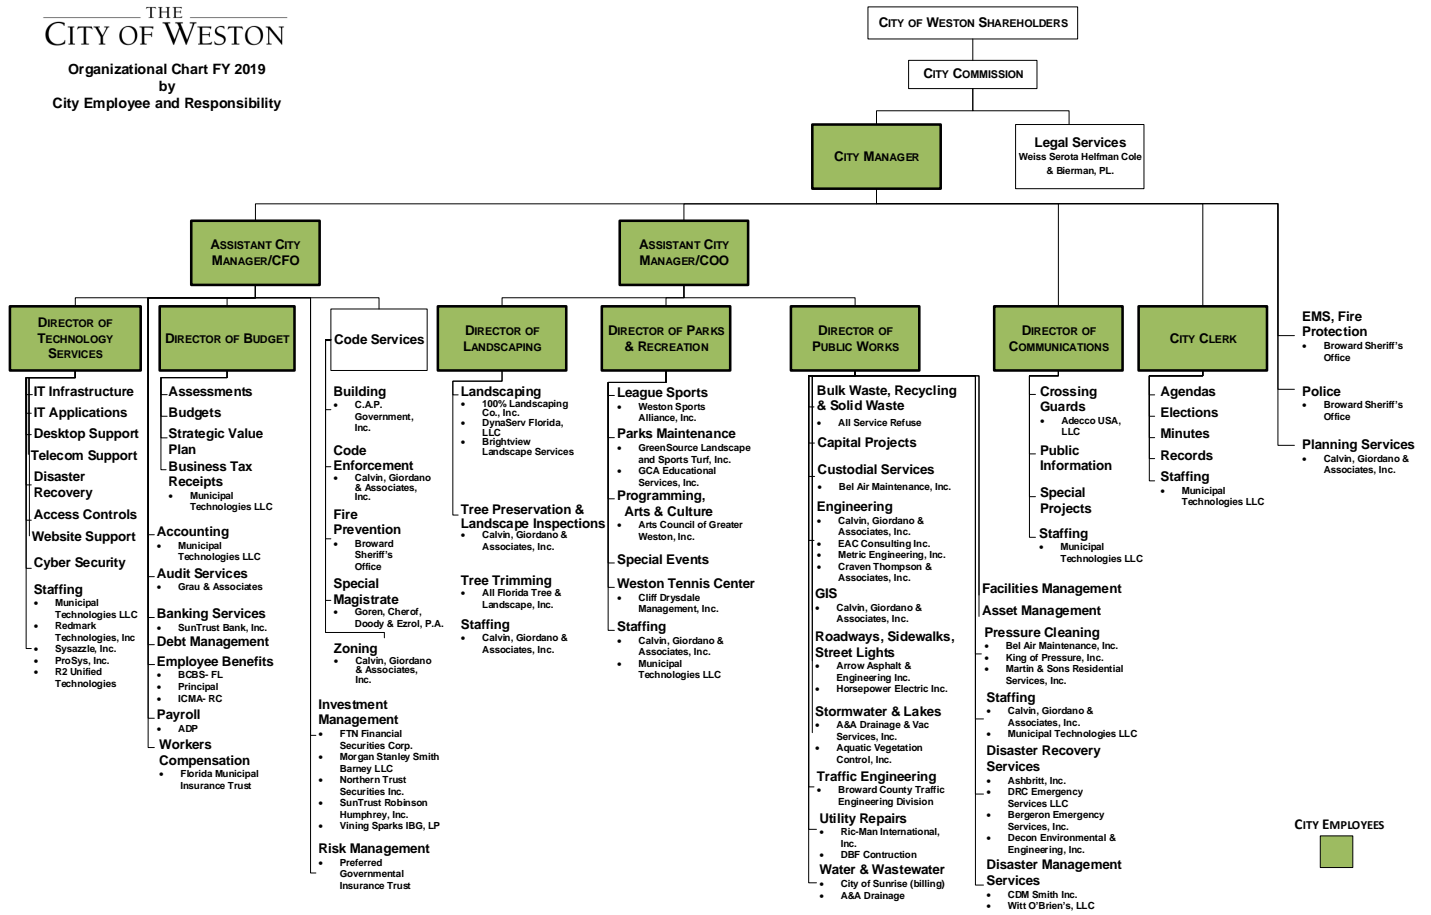 THE
CITY OF WESTON
Organizational Chart FY 2019
by
City Employee and Responsibility
CITY OF WESTON SHAREHOLDERS
CITY COMMISSION
CITY MANAGER
Legal Services
Weiss Serota Helfman Cole
& Bierman, PL.
ASSISTANT CITY
MANAGER/CFO
ASSISTANT CITY
MANAGER/COO
DIRECTOR OF
TECHNOLOGY
SERVICES
IT Infrastructure
IT Applications
Desktop Support
Telecom Support
Disaster
Recovery
Access Controls
Website Support
Cyber Security
Staffing
• Municipal
Technologies LLC
• Redmark
Technologies, Inc
• Sysazzle, Inc.
• ProSys, Inc.
• R2 Unified
Technologies
DIRECTOR OF BUDGET
Assessments
Budgets
Strategic Value
Plan
Business Tax
Receipts
• Municipal
Technologies LLC
Accounting
• Municipal
Technologies LLC
Audit Services
• Grau & Associates
Banking Services
• SunTrust Bank, Inc.
Debt Management
Employee Benefits
• BCBS- FL
• Principal
• ICMA- RC
Payroll
• ADP
Workers
Compensation
• Florida Municipal
Insurance Trust
Code Services
Building
• C.A.P.
Government,
Inc.
Code
Enforcement
• Calvin, Giordano
& Associates,
Inc.
Fire
Prevention
• Broward
Sheriff's
Office
Special
Magistrate
• Goren, Cherof,
Doody & Ezrol, P.A.
Zoning
• Calvin, Giordano
& Associates,
Inc.
Investment
Management
• FTN Financial
Securities Corp.
• Morgan Stanley Smith
Barney LLC
• Northern Trust
Securities Inc.
• SunTrust Robinson
Humphrey, Inc.
• Vining Sparks IBG, LP
Risk Management
• Preferred
Governmental
Insurance Trust
DIRECTOR OF
LANDSCAPING
Landscaping
• 100% Landscaping
Co., Inc.
• DynaServ Florida,
LLC
• Brightview
Landscape Services
Tree Preservation &
Landscape Inspections
• Calvin, Giordano &
Associates, Inc.
Tree Trimming
• All Florida Tree &
Landscape, Inc.
Staffing
• Calvin, Giordano &
Associates, Inc.
DIRECTOR OF PARKS
& RECREATION
League Sports
• Weston Sports
Alliance, Inc.
Parks Maintenance
• GreenSource Landscape
and Sports Turf, Inc.
• GCA Educational
Services, Inc.
Programming,
Arts & Culture
• Arts Council of Greater
Weston, Inc.
Special Events
Weston Tennis Center
• Cliff Drysdale
Management, Inc.
Staffing
• Calvin, Giordano &
Associates, Inc.
• Municipal
Technologies LLC
DIRECTOR OF
PUBLIC WORKS
Bulk Waste, Recycling
& Solid Waste
• All Service Refuse
Capital Projects
Custodial Services
• Bel Air Maintenance, Inc.
Engineering
• Calvin, Giordano &
Associates, Inc.
• EAC Consulting Inc.
• Metric Engineering, Inc.
• Craven Thompson &
Associates, Inc.
GIS
• Calvin, Giordano &
Associates, Inc.
Roadways, Sidewalks,
Street Lights
• Arrow Asphalt &
Engineering Inc.
• Horsepower Electric Inc.
Stormwater & Lakes
• A&A Drainage & Vac
Services, Inc.
• Aquatic Vegetation
Control, Inc.
Traffic Engineering
• Broward County Traffic
Engineering Division
Utility Repairs
• Ric-Man International,
Inc.
• DBF Contruction
Water & Wastewater
• City of Sunrise (billing)
• A&A Drainage
Facilities Management
Asset Management
Pressure Cleaning
• Bel Air Maintenance, Inc.
• King of Pressure, Inc.
• Martin & Sons Residential
Services, Inc.
Staffing
• Calvin, Giordano &
Associates, Inc.
• Municipal Technologies LLC
Disaster Recovery
Services
• Ashbritt, Inc.
• DRC Emergency
Services LLC
• Bergeron Emergency
Services, Inc.
• Decon Environmental &
Engineering, Inc.
Disaster Management
Services
• CDM Smith Inc.
• Witt O'Brien's, LLC
DIRECTOR OF
COMMUNICATIONS
Crossing
Guards
• Adecco USA,
LLC
Public
Information
Special
Projects
Staffing
• Municipal
Technologies LLC
CITY CLERK
Agendas
Elections
Minutes
Records
Staffing
• Municipal
Technologies LLC
EMS, Fire
Protection
• Broward Sheriff's
Office
Police
• Broward Sheriff's
Office
Planning Services
• Calvin, Giordano &
Associates, Inc.
CITY EMPLOYEES